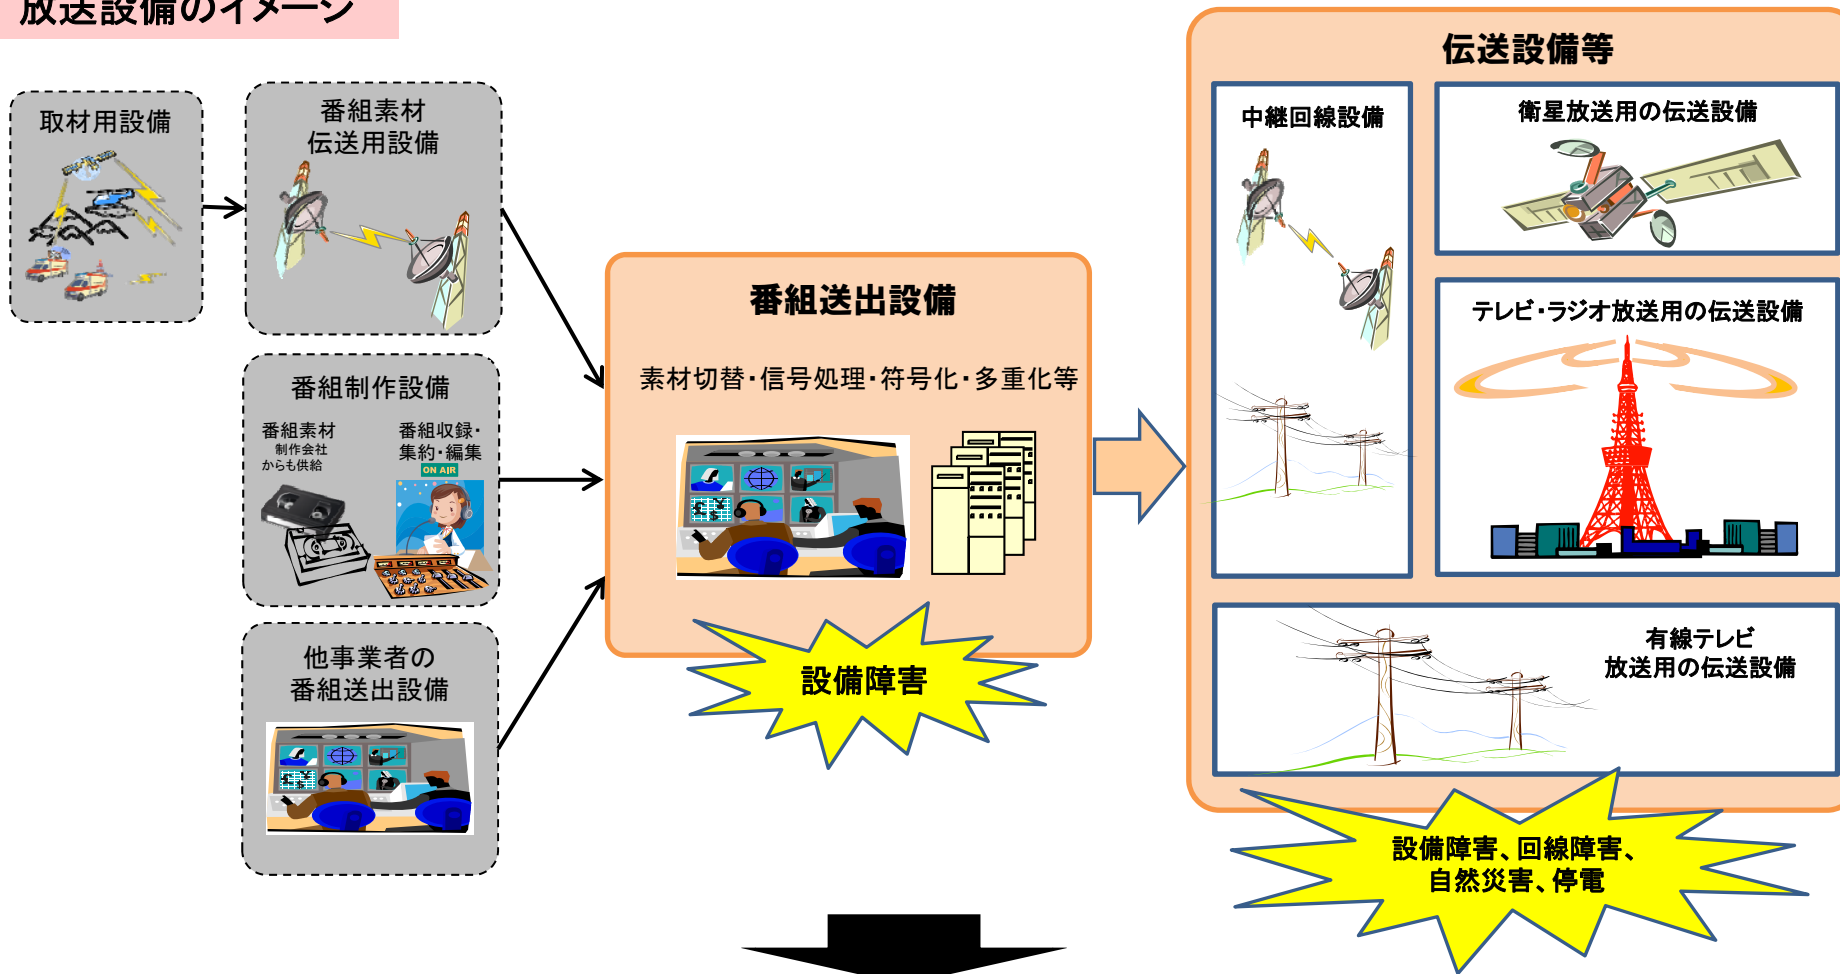 放送設備のイメージ
取材用設備
番組素材
伝送用設備
番組制作設備
番組素材
制作会社
からも供給
番組収録・
集約・編集
ON AIR
他事業者の
番組送出設備
番組送出設備
素材切替・信号処理・符号化・多重化等
設備障害
伝送設備等
中継回線設備
衛星放送用の伝送設備
テレビ・ラジオ放送用の伝送設備
有線テレビ
放送用の伝送設備
設備障害、回線障害、
自然災害、停電